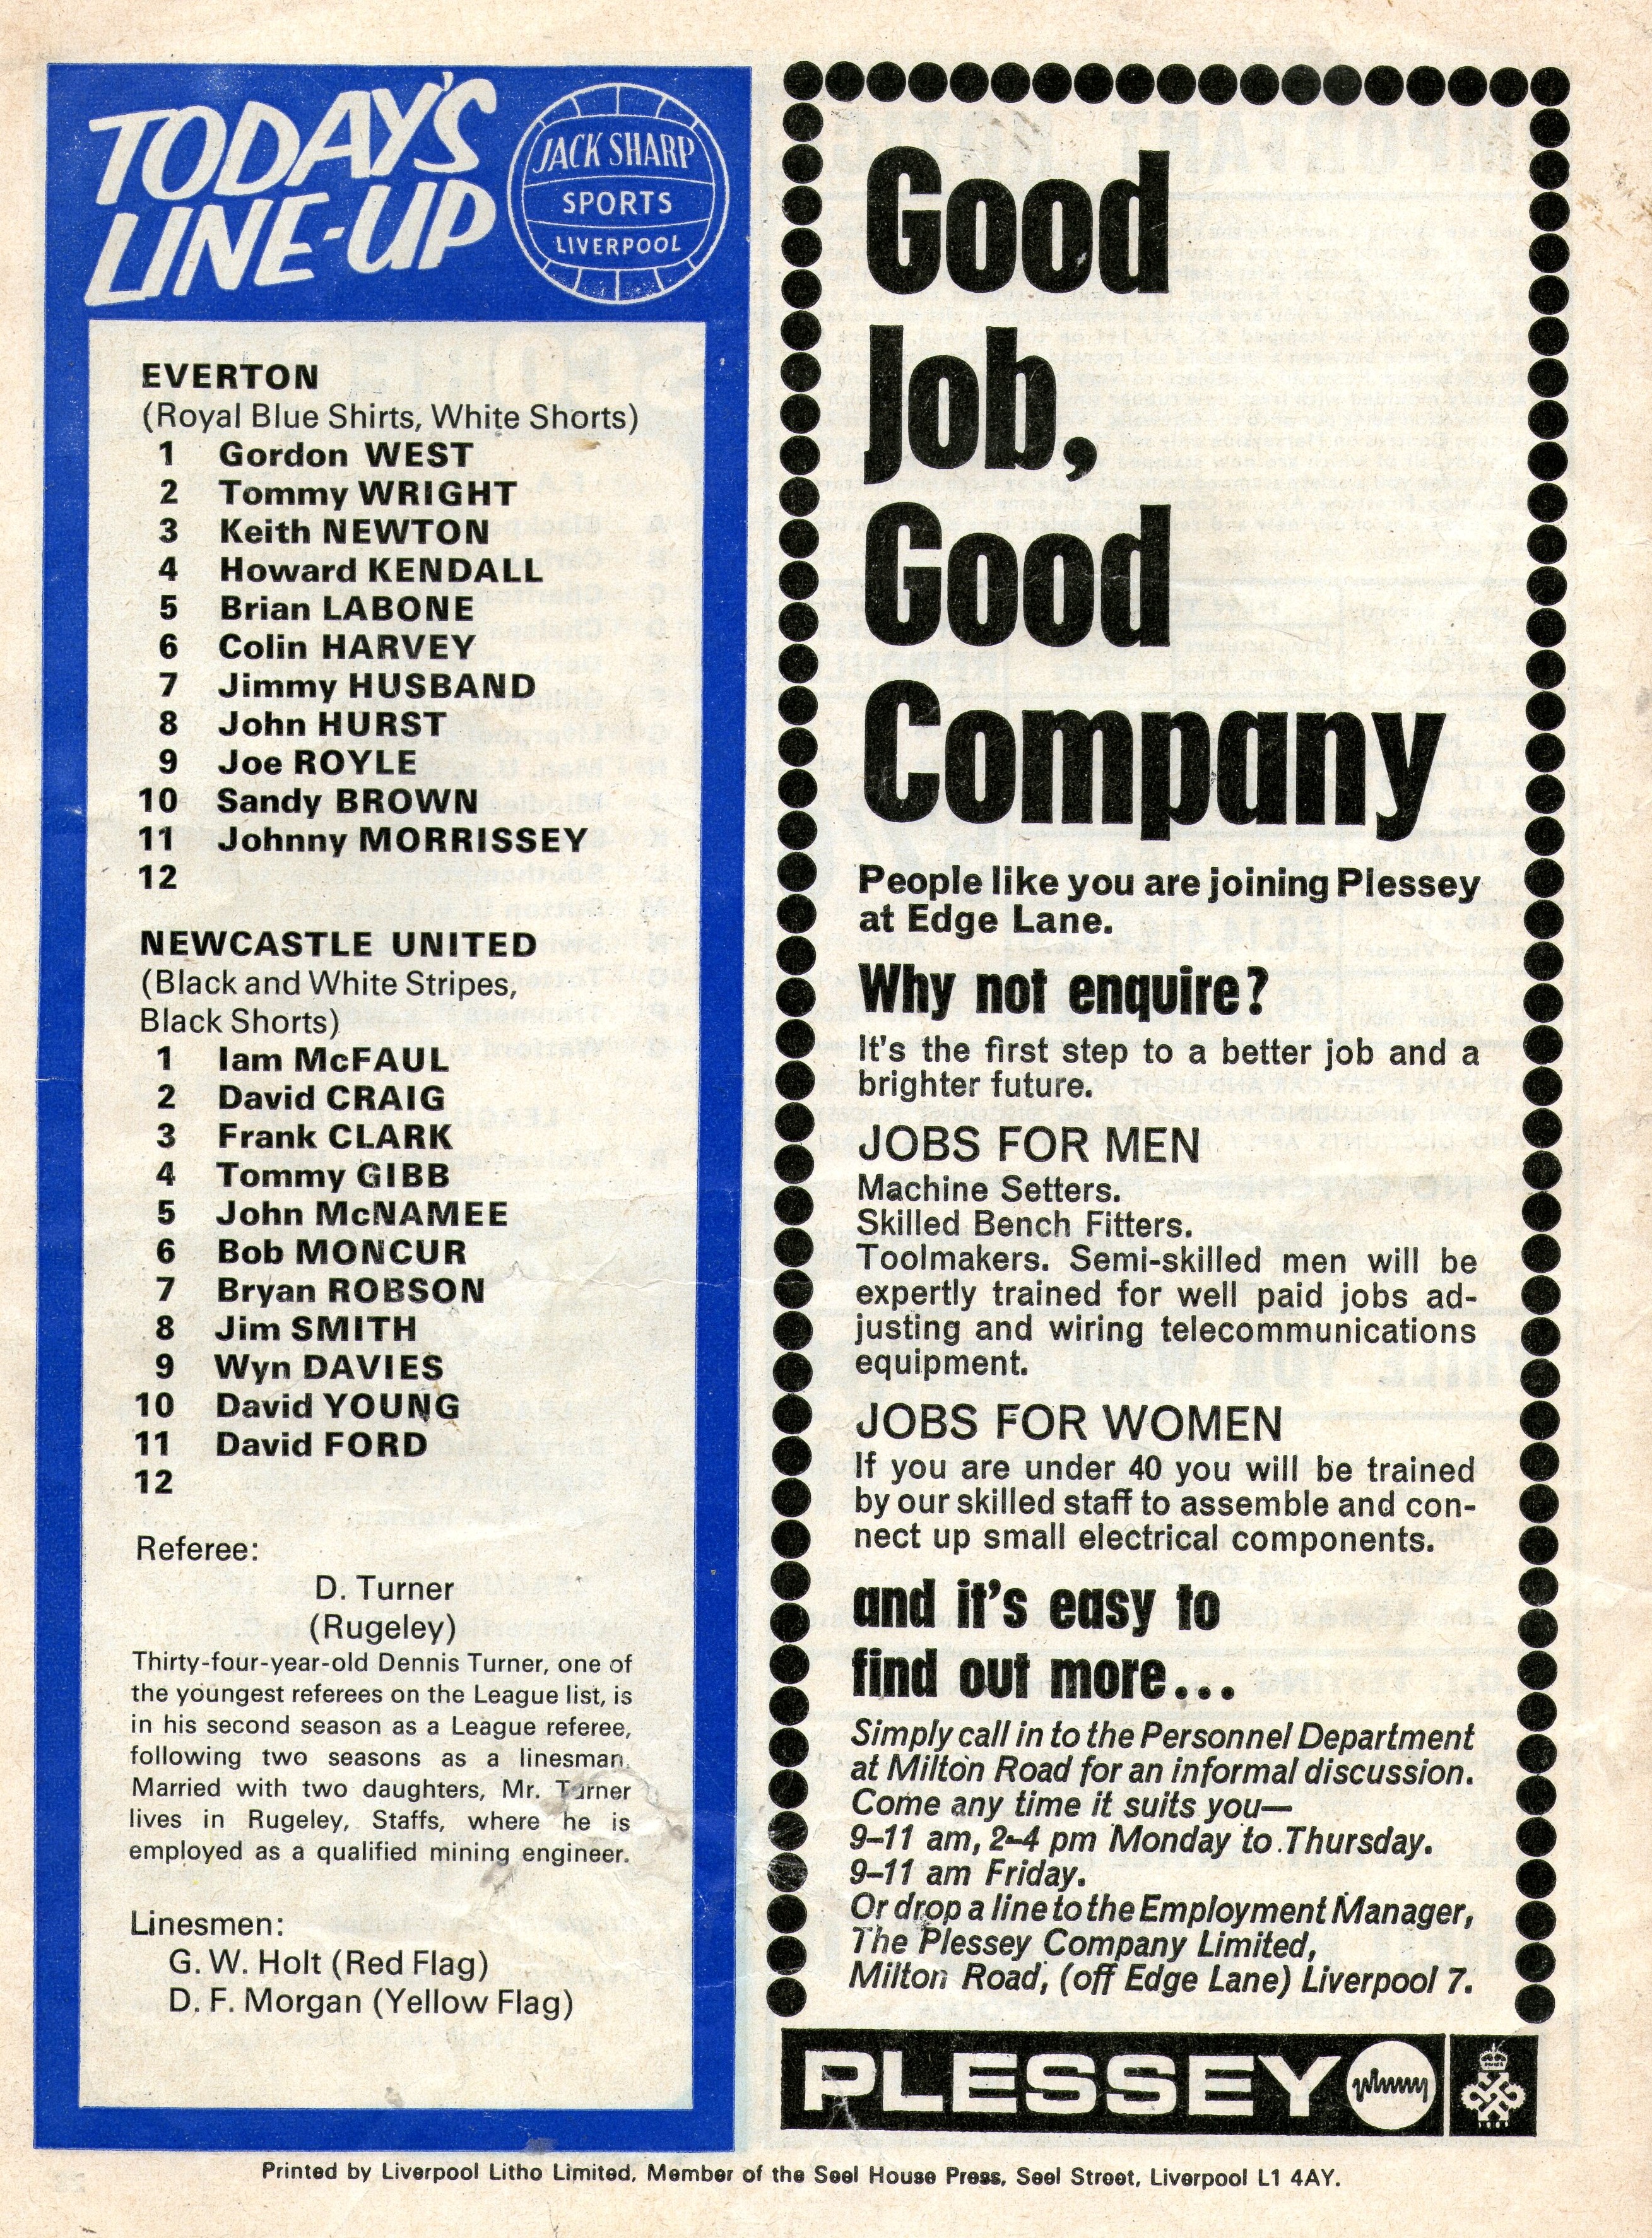 TODAY'S
LINE-UP
JACK SHARP
SPORTS
LIVERPOOL
EVERTON
(Royal Blue Shirts, White Shorts)
1 Gordon WEST
2 Tommy WRIGHT
3 Keith NEWTON
4 Howard KENDALL
5 Brian LABONE
6 Colin HARVEY
7 Jimmy HUSBAND
8 John HURST
9 Joe ROYLE
10 Sandy BROWN
11 Johnny MORRISSEY
12
NEWCASTLE UNITED
(Black and White Stripes,
Black Shorts)
1 Iam McFAUL
2 David CRAIG
3 Frank CLARK
4 Tommy GIBB
5 John McNAMEE
6 Bob MONCUR
7 Bryan ROBSON
8 Jim SMITH
9 Wyn DAVIES
10 David YOUNG
11 David FORD
12
Referee:
D. Turner
(Rugeley)
Thirty-four-year-old Dennis Turner, one of
the youngest referees on the League list, is
in his second season as a League referee,
following two seasons as a linesman.
Married with two daughters, Mr. Turner
lives in Rugeley, Staffs, where he is
employed as a qualified mining engineer.
Linesmen:
G. W. Holt (Red Flag)
D. F. Morgan (Yellow Flag)
Good
Job,
Good
Company
People like you are joining Plessey
at Edge Lane.
Why not enquire?
It's the first step to a better job and a
brighter future.
JOBS FOR MEN
Machine Setters.
Skilled Bench Fitters.
Toolmakers. Semi-skilled men will be
expertly trained for well paid jobs ad-
justing and wiring telecommunications
equipment.
JOBS FOR WOMEN
If you are under 40 you will be trained
by our skilled staff to assemble and con-
nect up small electrical components.
and it's easy to
find out more...
Simply call in to the Personnel Department
at Milton Road for an informal discussion.
Come any time it suits you—
9–11 am, 2–4 pm Monday to Thursday.
9–11 am Friday.
Or drop a line to the Employment Manager,
The Plessey Company Limited,
Milton Road, (off Edge Lane) Liverpool 7.
PLESSEY
Printed by Liverpool Litho Limited, Member of the Seel House Press, Seel Street, Liverpool L1 4AY.